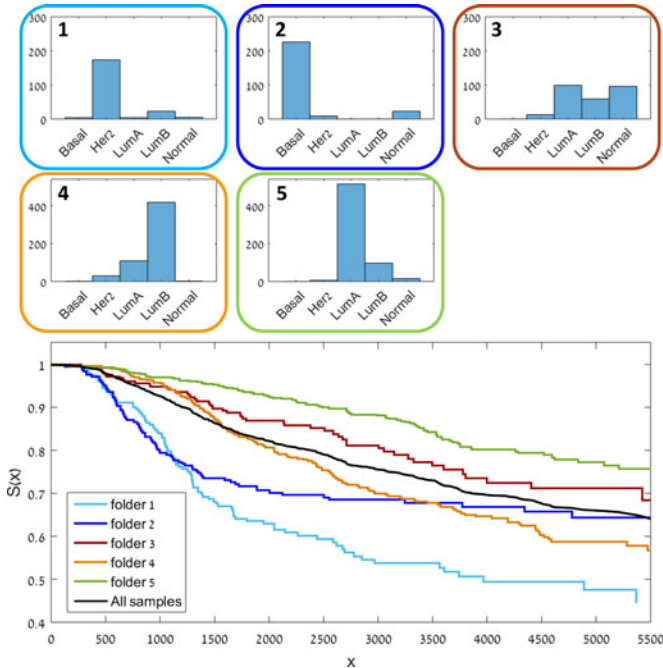 1
300
200
100
0
Basal
Her2
LumA
LumB
Normal
2
300
200
100
0
Basal
Her2
LumA
LumB
Normal
3
300
200
100
0
Basal
Her2
LumA
LumB
Normal
4
400
200
0
Basal
Her2
LumA
LumB
Normal
5
400
200
0
Basal
Her2
LumA
LumB
Normal
1
0.9
0.8
0.7
0.6
0.5
0.4
S(x)
folder 1
folder 2
folder 3
folder 4
folder 5
All samples
0 500 1000 1500 2000 2500 3000 3500 4000 4500 5000 5500
x